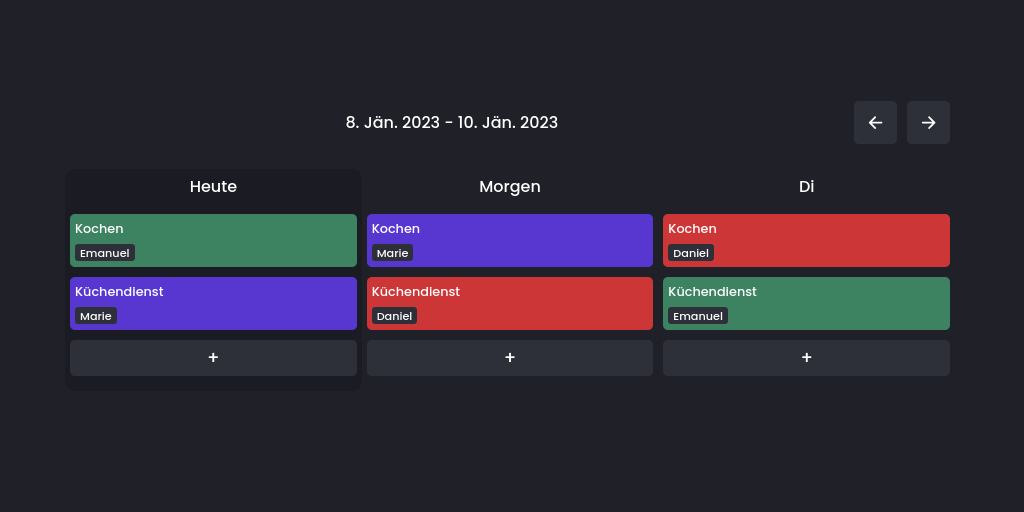 8. Jän. 2023 - 10. Jän. 2023
Heute
Kochen
Emanuel
Küchendienst
Marie
+
Morgen
Kochen
Marie
Küchendienst
Daniel
+
Di
Kochen
Daniel
Küchendienst
Emanuel
+